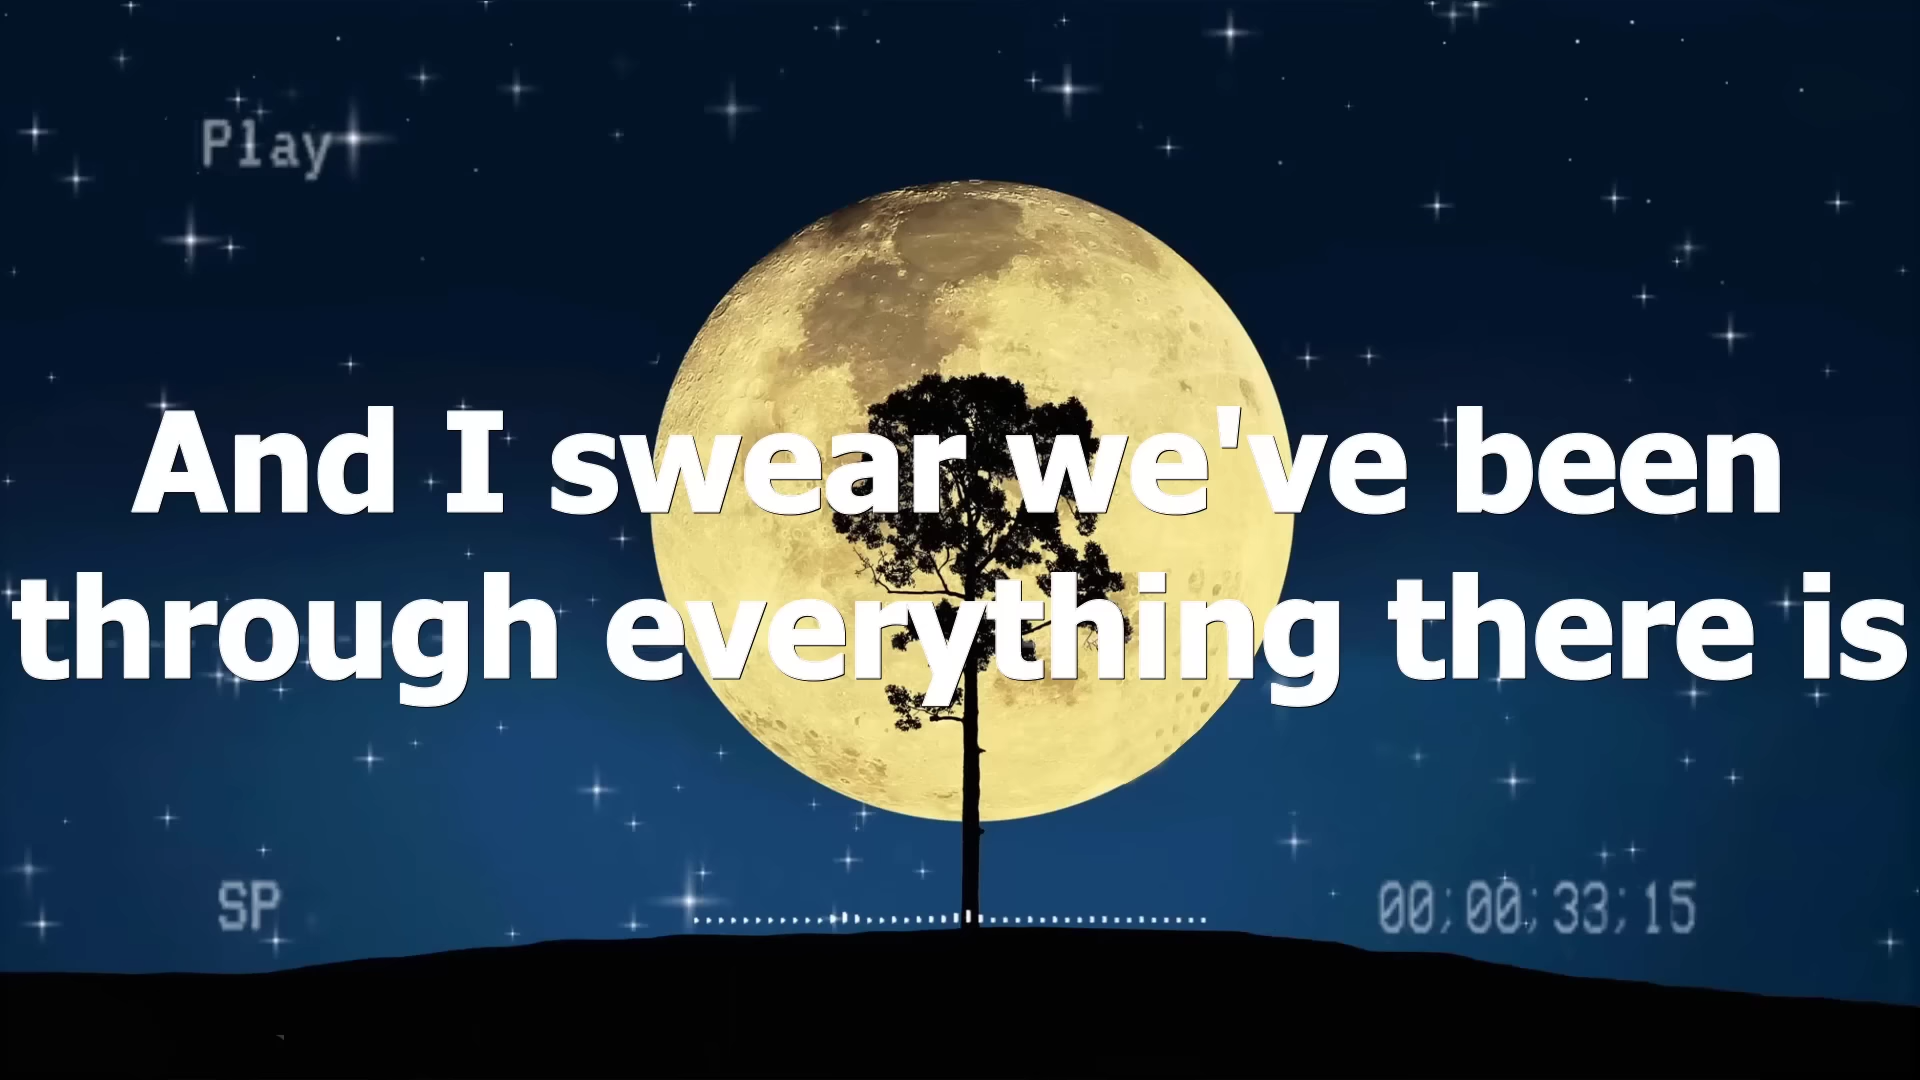 Play
And I swear we've been
through everything there is
SP
00;00;33;15